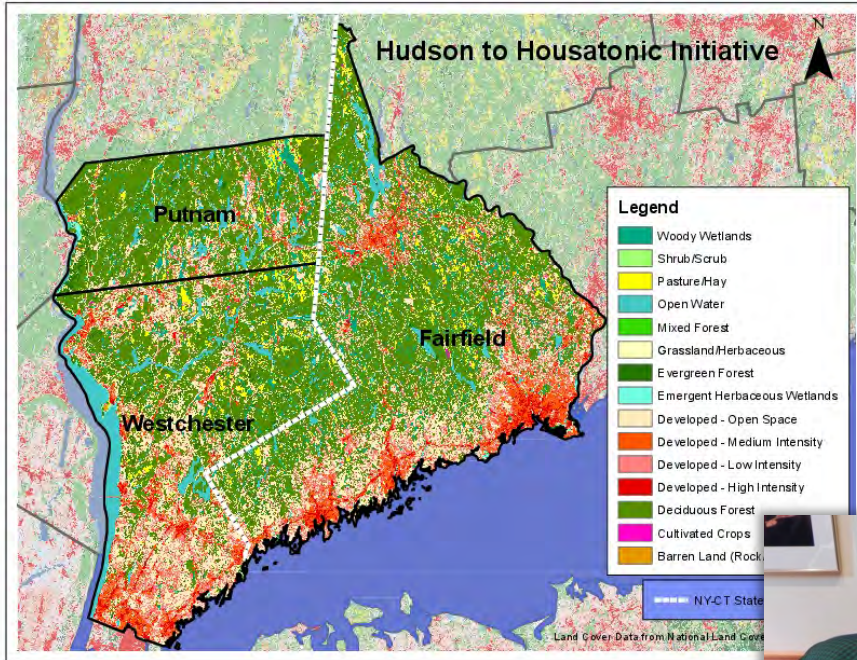 Hudson to Housatonic Initiative
N
Putnam
Fairfield
Westchester
Legend
Woody Wetlands
Shrub/Scrub
Pasture/Hay
Open Water
Mixed Forest
Grassland/Herbaceous
Evergreen Forest
Emergent Herbaceous Wetlands
Developed - Open Space
Developed - Medium Intensity
Developed - Low Intensity
Developed - High Intensity
Deciduous Forest
Cultivated Crops
Barren Land (Rock/
NY-CT State
Land Cover Data from National Land Cove